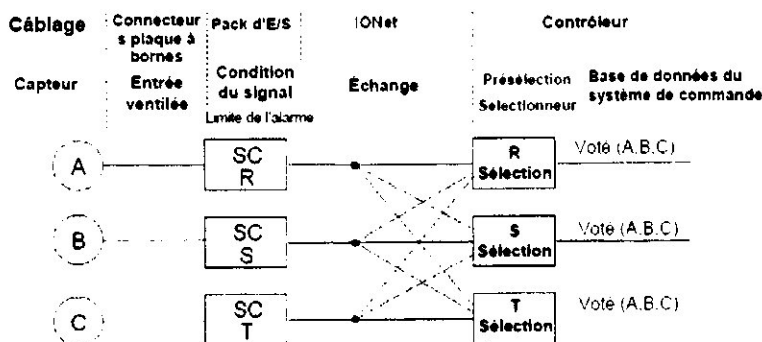 Câblage
Connecteur
s plaque à
bornes
Pack d'E/S
IONet
Contrôleur
Capteur
Entrée
ventilée
Condition
du signal
Limite de l'alarme
Échange
Présélection
Sélectionneur
Base de données du
système de commande
A
SC
R
R
Sélection
Voté (A.B.C)
B
SC
S
S
Sélection
Voté (A.B.C)
C
SC
T
T
Sélection
Voté (A.B.C)